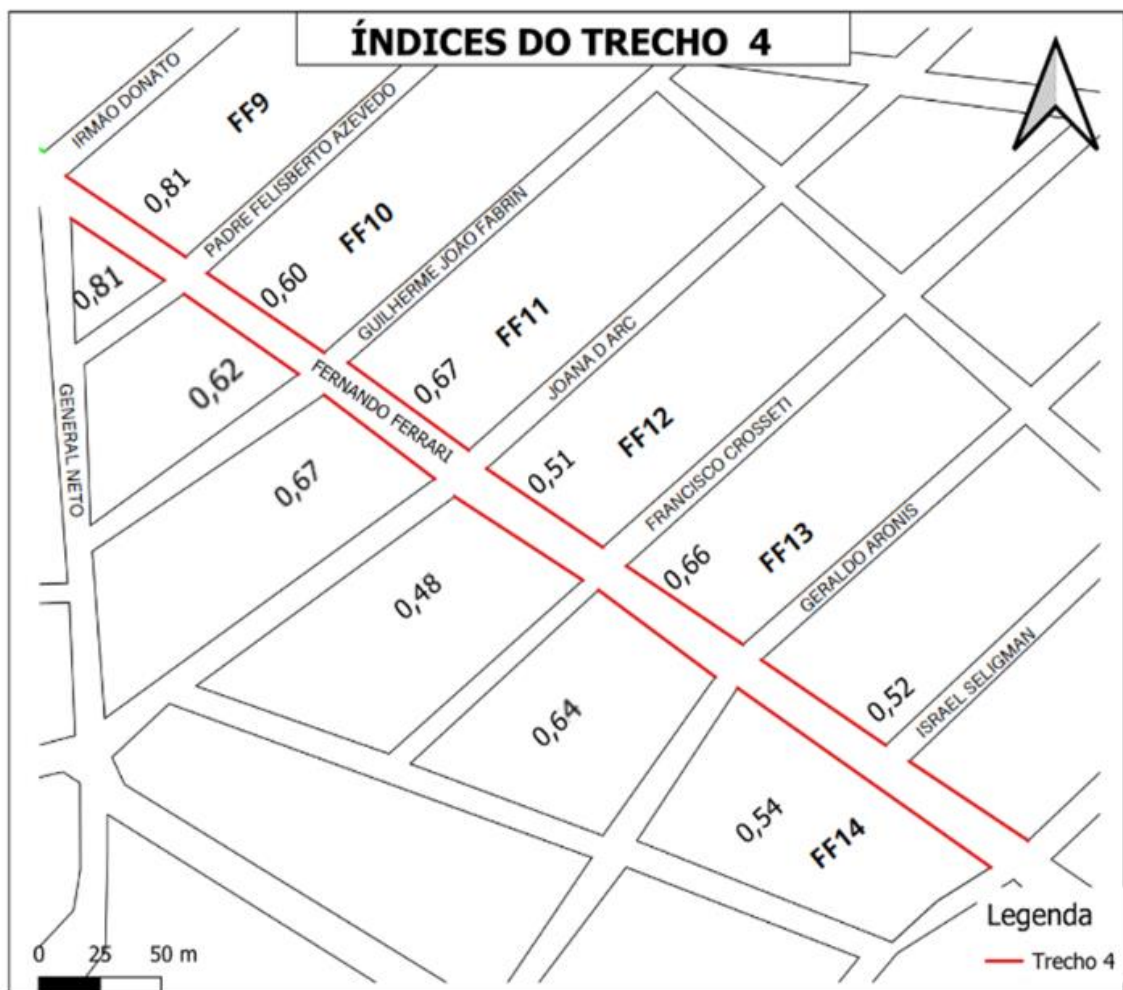 ÍNDICES DO TRECHO 4
IRMÃO DONATO
FF9
0,81
PADRE FELISBERTO AZEVEDO
FF10
0,60
0,81
GUILHERME JOÃO FABRIN
FF11
0,67
0,62
FERNANDO FERRARI
JOANA D ARC
GENERAL NETO
FF12
0,51
0,67
FRANCISCO CROSSETI
FF13
0,66
0,48
GERALDO ARONIS
0,52
ISRAEL SELIGMAN
0,64
0,54
FF14
Legenda
Trecho 4
0 25 50 m